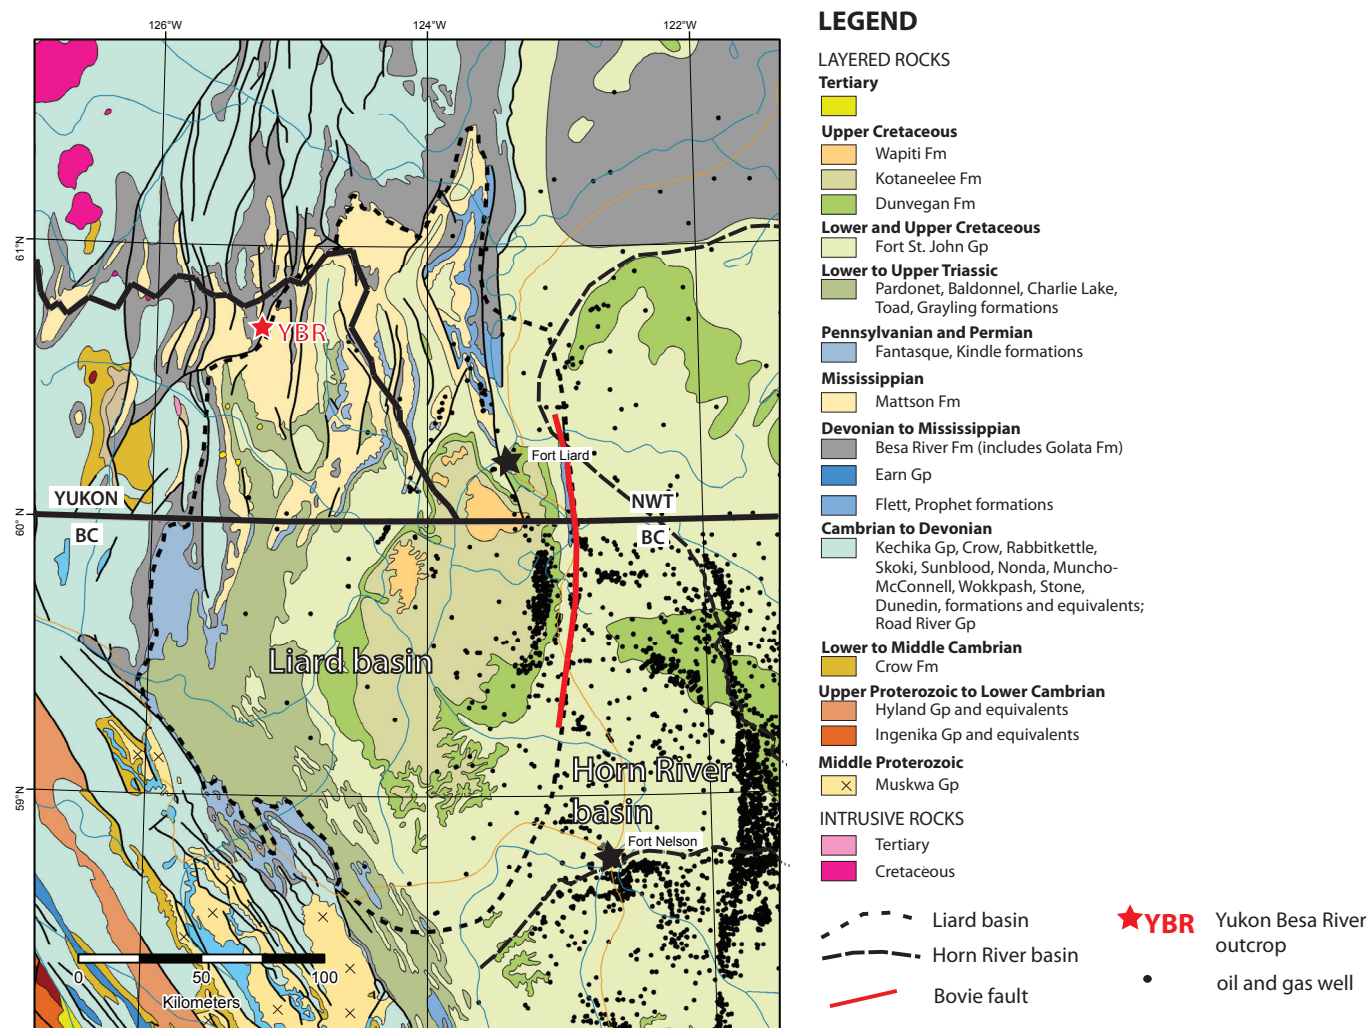 126°W
124°W
122°W
61°N
60° N
59°N
YBR
Fort Liard
YUKON
BC
NWT
BC
Liard basin
Horn River
basin
Fort Nelson
0
50
100
Kilometers
LEGEND
LAYERED ROCKS
Tertiary
Upper Cretaceous
Wapiti Fm
Kotaneelee Fm
Dunvegan Fm
Lower and Upper Cretaceous
Fort St. John Gp
Lower to Upper Triassic
Pardonet, Baldonnel, Charlie Lake,
Toad, Grayling formations
Pennsylvanian and Permian
Fantasque, Kindle formations
Mississippian
Mattson Fm
Devonian to Mississippian
Besa River Fm (includes Golata Fm)
Earn Gp
Flett, Prophet formations
Cambrian to Devonian
Kechika Gp, Crow, Rabbitkettle,
Skoki, Sunblood, Nonda, Muncho-
McConnell, Wokkpash, Stone,
Dunedin, formations and equivalents;
Road River Gp
Lower to Middle Cambrian
Crow Fm
Upper Proterozoic to Lower Cambrian
Hyland Gp and equivalents
Ingenika Gp and equivalents
Middle Proterozoic
Muskwa Gp
INTRUSIVE ROCKS
Tertiary
Cretaceous
Liard basin
Horn River basin
Bovie fault
YBR
Yukon Besa River
outcrop
oil and gas well